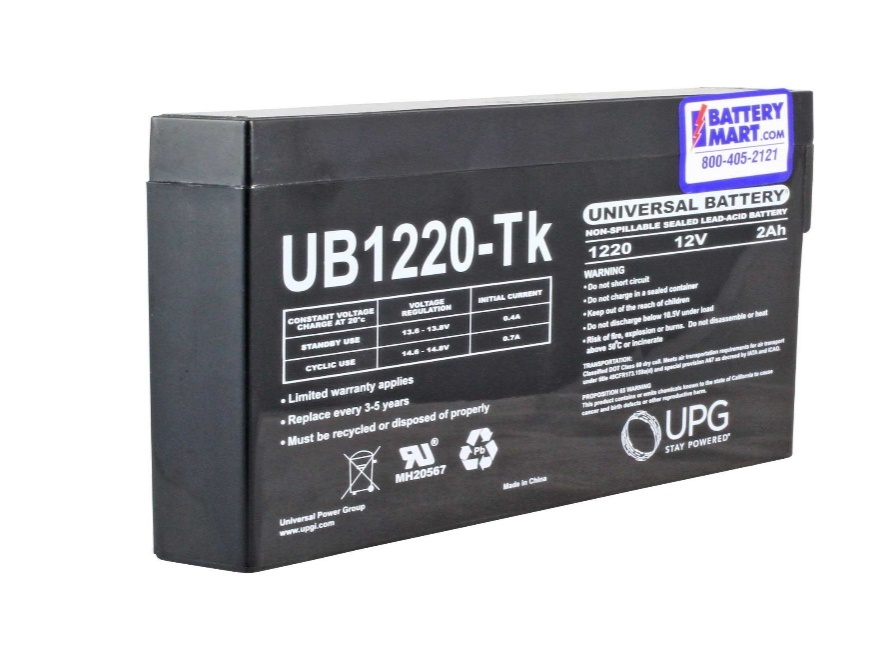 BATTERY
MART.COM
800-405-2121
UNIVERSAL BATTERY
NON-SPILLABLE SEALED LEAD-ACID BATTERY
1220 12V 2Ah
UB1220-Tk
CONSTANT VOLTAGE CHARGE AT 20°c VOLTAGE REGULATION INITIAL CURRENT
STANDBY USE 13.6 - 13.8V 0.4A
CYCLIC USE 14.6 - 14.8V 0.7A
• Limited warranty applies
• Replace every 3-5 years
• Must be recycled or disposed of properly
WARNING
• Do not short circuit
• Do not charge in a sealed container
• Keep out of the reach of children
• Do not discharge below 10.5V under load
• Risk of fire, explosion or burns. Do not disassemble or heat
above 50°C or incinerate
TRANSPORTATION:
Classified DOT Class 60 dry cell. Meets air transportation requirements for air transport
under title 49CFR173.159a(d) and special provision A67 as decreed by IATA and ICAO.
PROPOSITION 65 WARNING
This product contains or emits chemicals known to the state of California to cause
cancer and birth defects or other reproductive harm.
UPG
STAY POWERED®
RU®
MH20567
Pb
Made in China
Universal Power Group
www.upgi.com